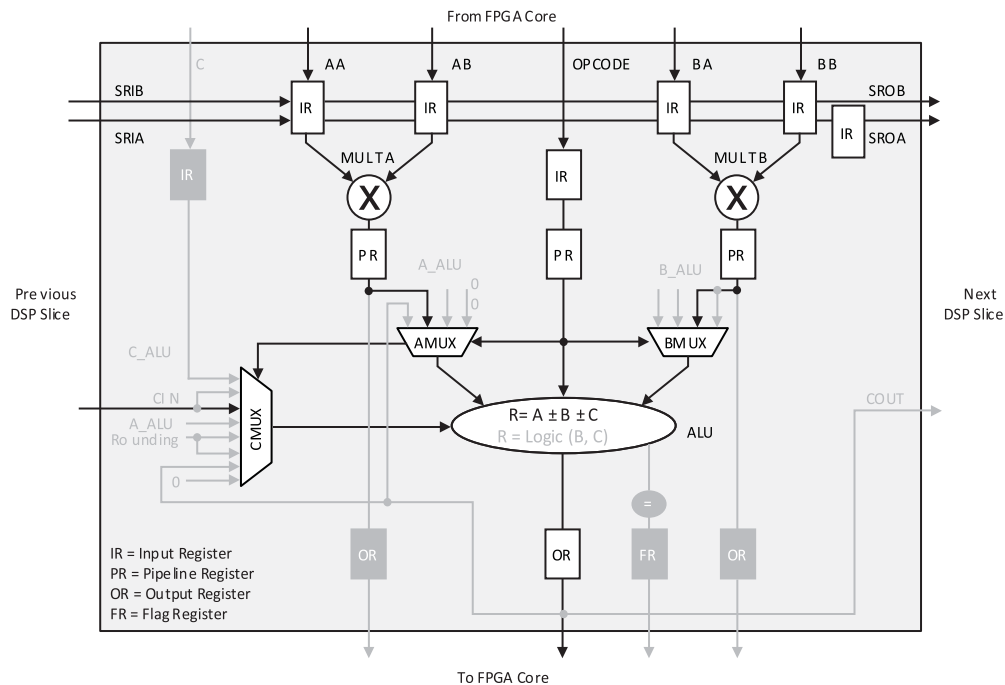 From FPGA Core
C
AA
AB
OPCODE
BA
BB
SRIB
SROB
IR
IR
IR
IR
IR
SRIA
SROA
MULTA
MULTB
IR
IR
X
X
PR
PR
PR
A_ALU
B_ALU
0
0
Previous
DSP Slice
Next
DSP Slice
AMUX
BMUX
C_ALU
CIN
COUT
A_ALU
Rounding
CMUX
R= A ± B ± C
R = Logic (B, C)
ALU
0
=
OR
OR
FR
OR
IR = Input Register
PR = Pipeline Register
OR = Output Register
FR = Flag Register
To FPGA Core